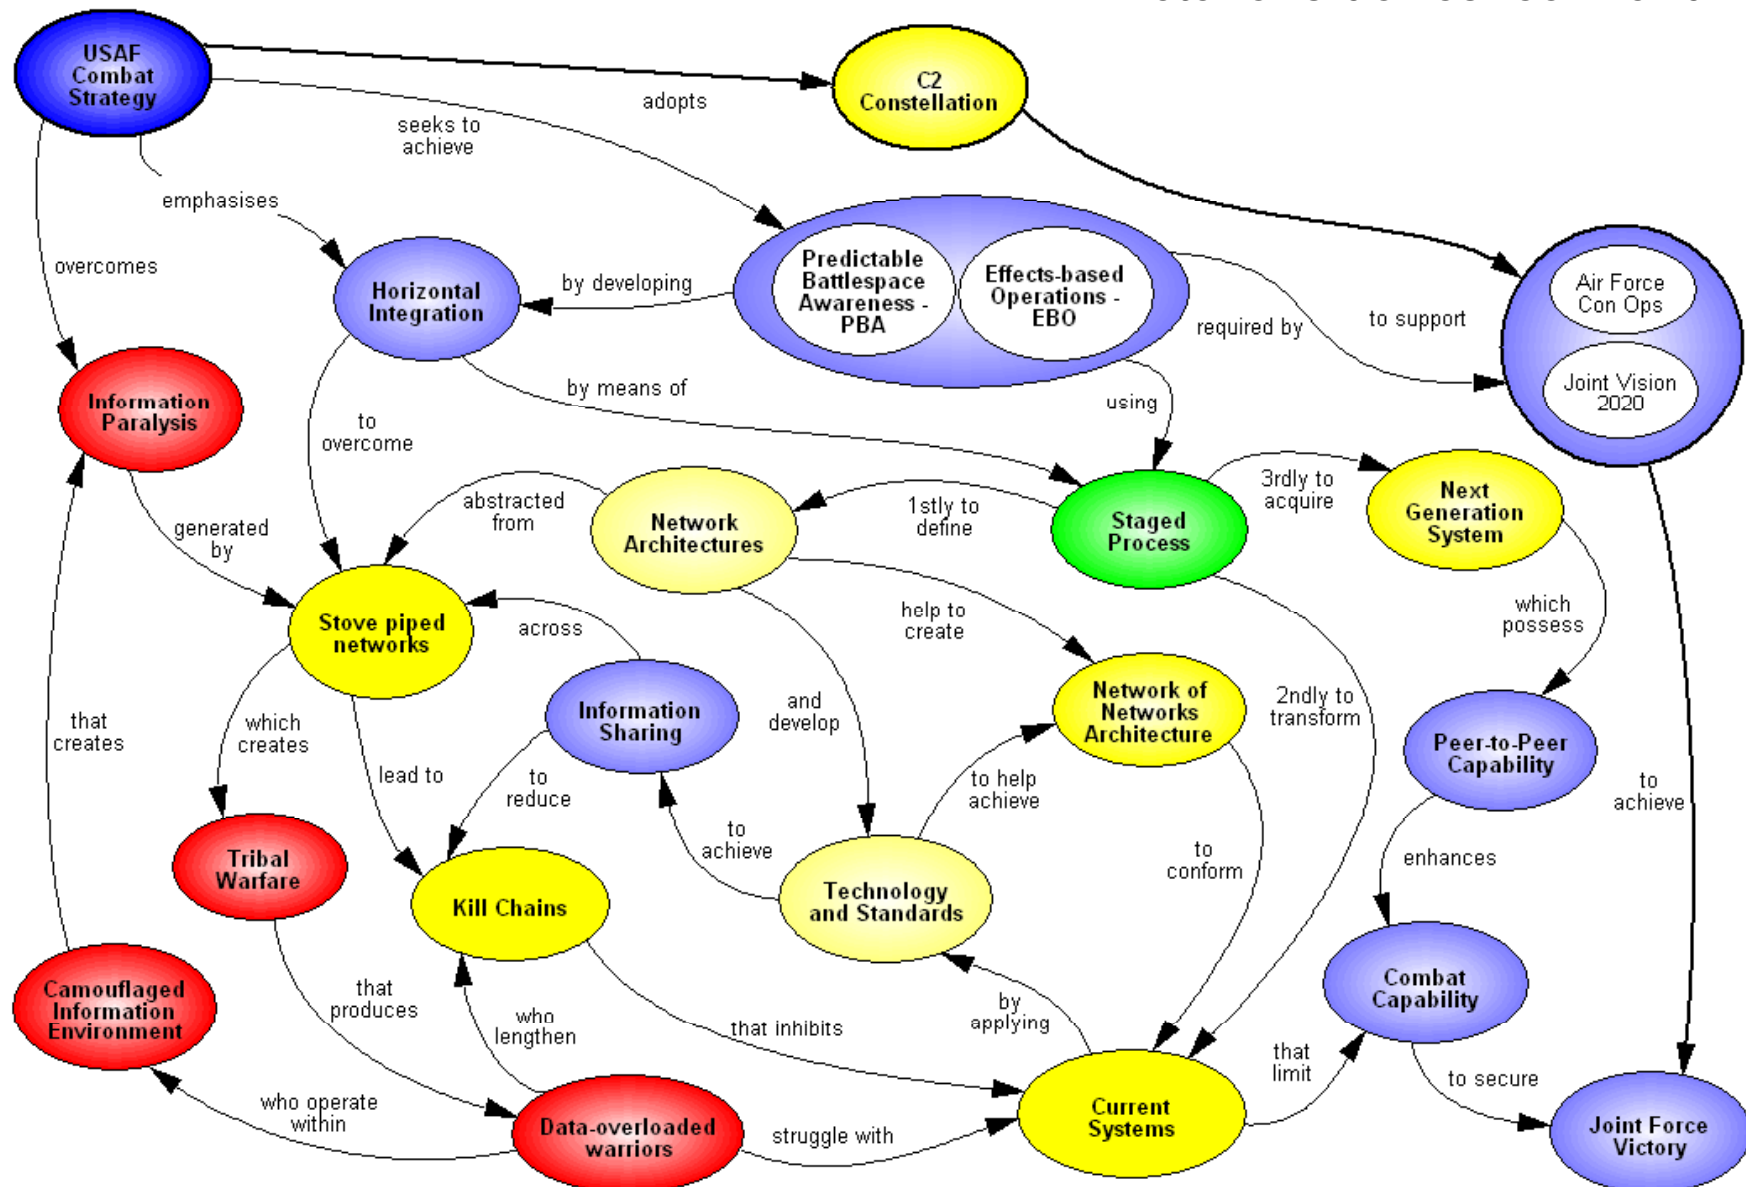 USAF
Combat
Strategy
adopts
C2
Constellation
seeks to
achieve
emphasises
overcomes
Horizontal
Integration
by developing
Predictable
Battlespace
Awareness -
PBA
Effects-based
Operations -
EBO
required by
to support
Air Force
Con Ops
Joint Vision
2020
Information
Paralysis
to
overcome
by means of
using
generated
by
abstracted
from
Network
Architectures
1stly to
define
Staged
Process
3rdly to
acquire
Next
Generation
System
Stove piped
networks
across
help to
create
which
possess
that
creates
which
creates
lead to
Information
Sharing
to
reduce
and
develop
Network of
Networks
Architecture
2ndly to
transform
Peer-to-Peer
Capability
to
achieve
to help
achieve
to
achieve
Tribal
Warfare
Kill Chains
Technology
and Standards
to
conform
enhances
Camouflaged
Information
Environment
that
produces
who
lengthen
that inhibits
by
applying
Combat
Capability
that
limit
who operate
within
Data-overloaded
warriors
struggle with
Current
Systems
to secure
Joint Force
Victory